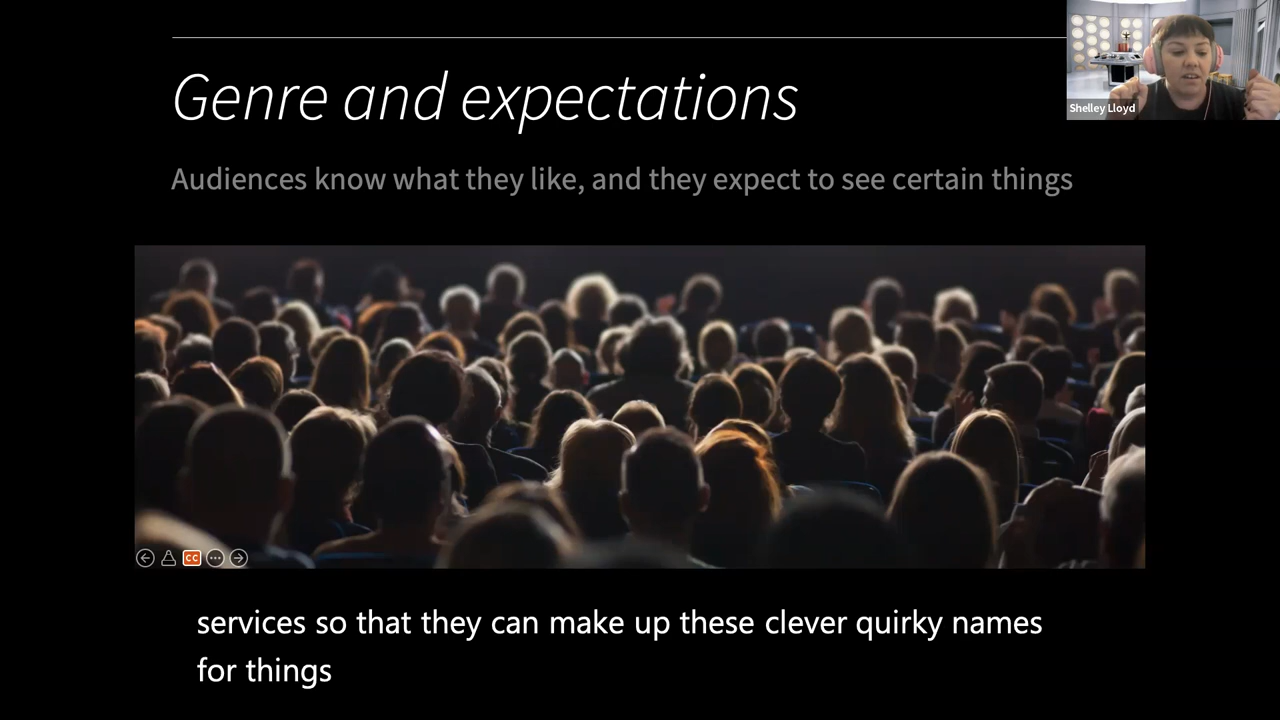 Genre and expectations
Shelley Lloyd
Audiences know what they like, and they expect to see certain things
CC
services so that they can make up these clever quirky names
for things